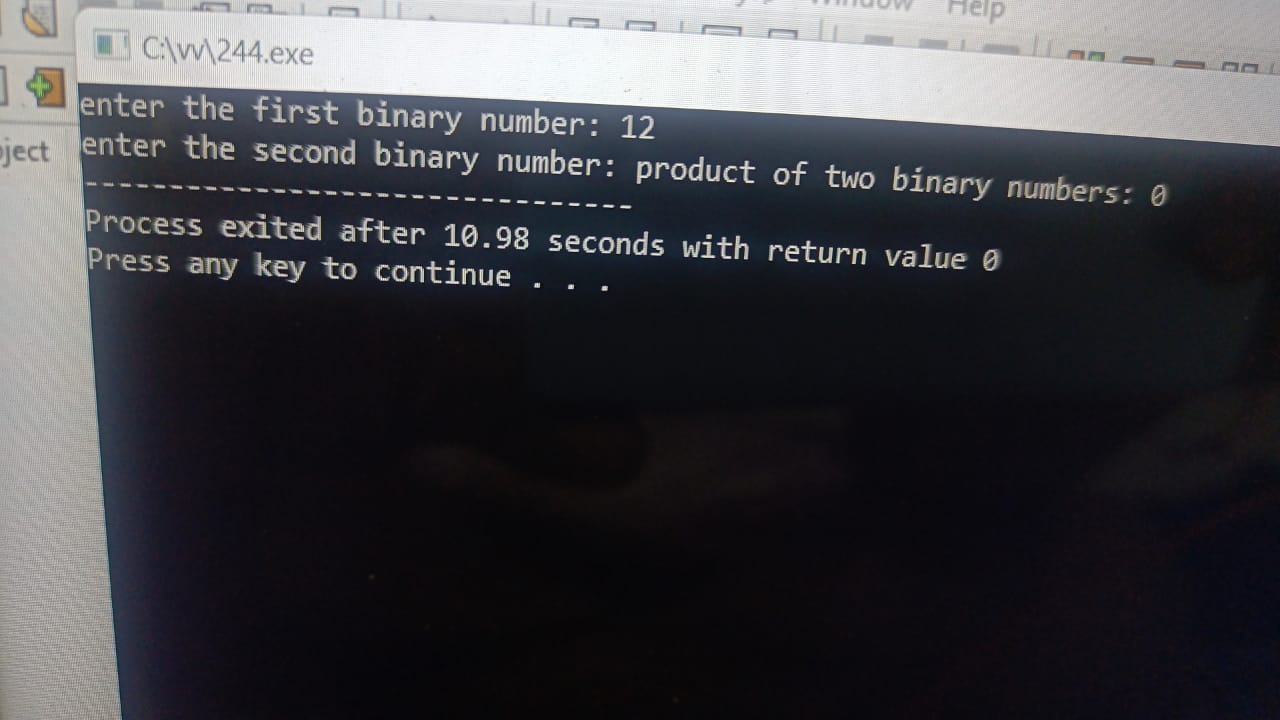 Window Help
C:\vv\244.exe
ject
enter the first binary number: 12
enter the second binary number: product of two binary numbers: 0
--------------------------------
Process exited after 10.98 seconds with return value 0
Press any key to continue . . .